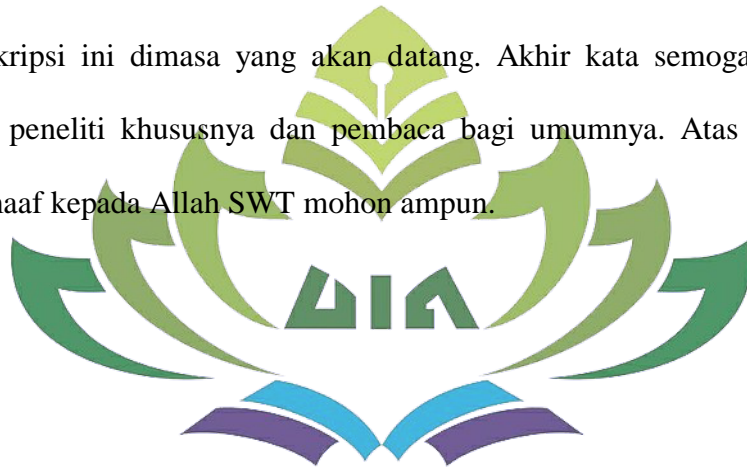 kripsi ini dimasa yang akan datang. Akhir kata semoga
peneliti khususnya dan pembaca bagi umumnya. Atas
naaf kepada Allah SWT mohon ampun.